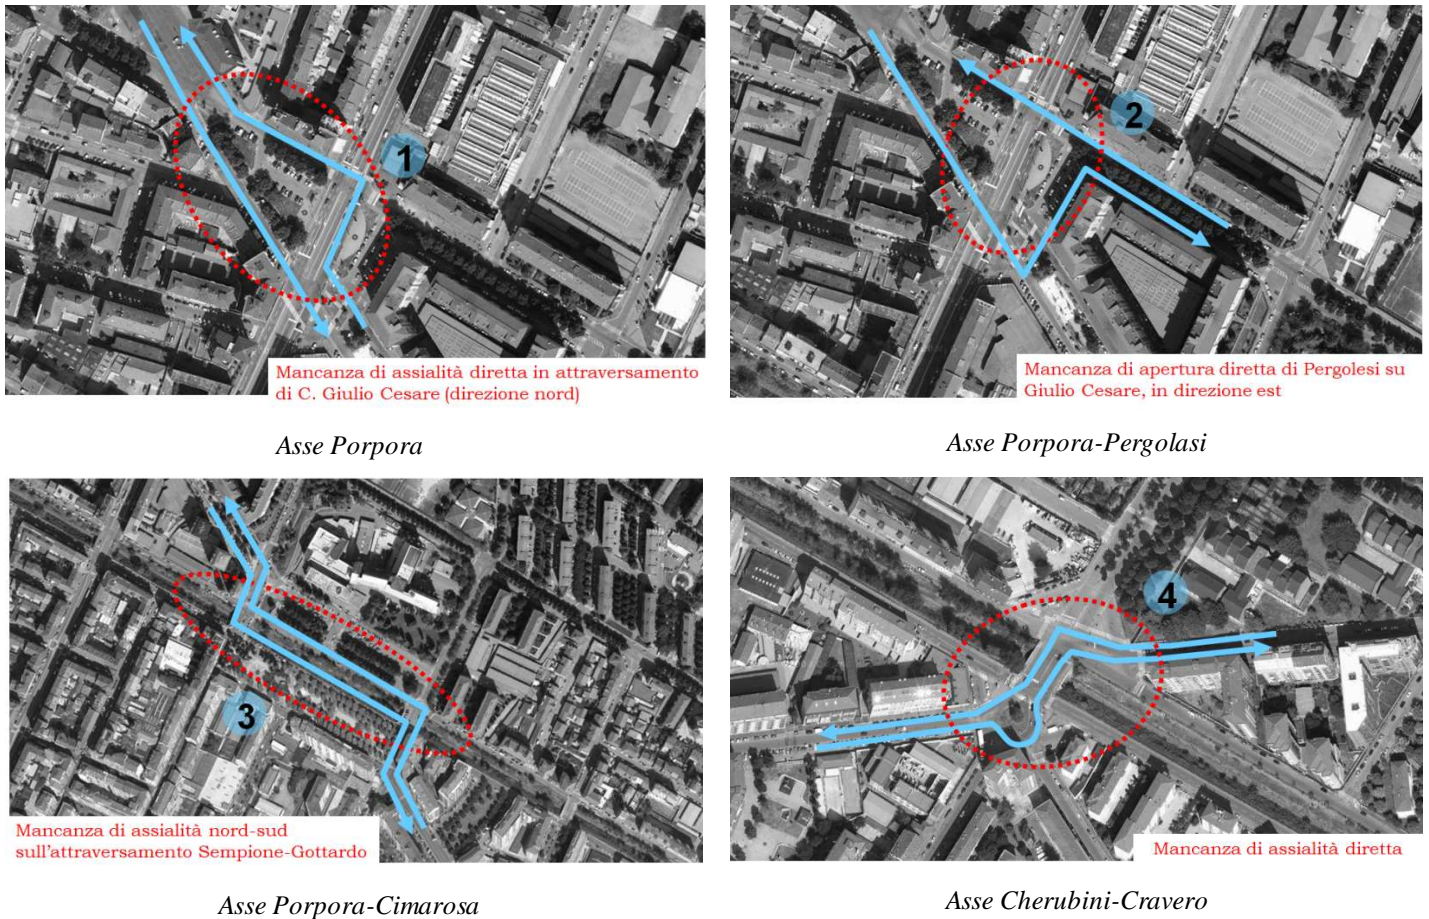 1
Mancanza di assialità diretta in attraversamento
di C. Giulio Cesare (direzione nord)
Asse Porpora
2
Mancanza di apertura diretta di Pergolesi su
Giulio Cesare, in direzione est
Asse Porpora-Pergolasi
3
Mancanza di assialità nord-sud
sull'attraversamento Sempione-Gottardo
Asse Porpora-Cimarosa
4
Mancanza di assialità diretta
Asse Cherubini-Cravero